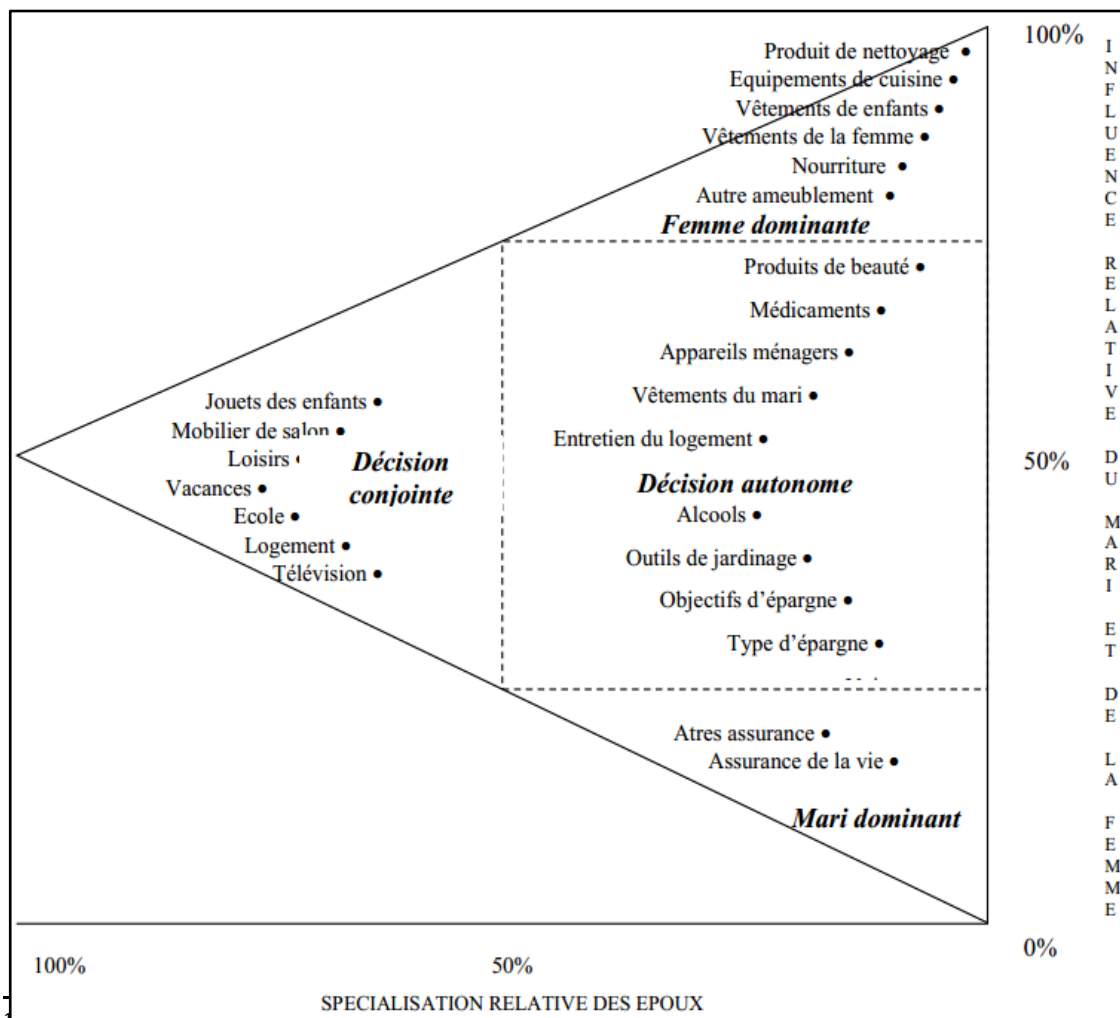 100%
Produit de nettoyage •
Equipements de cuisine •
Vêtements de enfants •
Vêtements de la femme •
Nourriture •
Autre ameublement •
Femme dominante
Produits de beauté •
Médicaments •
Appareils ménagers •
Vêtements du mari •
Entretien du logement •
Décision autonome
Alcools •
Outils de jardinage •
Objectifs d’épargne •
Type d’épargne •
Jouets des enfants •
Mobilier de salon •
Loisirs •
Vacances •
Ecole •
Logement •
Télévision •
Décision
conjointe
50%
Atres assurance •
Assurance de la vie •
Mari dominant
0%
100%
50%
SPECIALISATION RELATIVE DES EPOUX
INFLUENCE RELATIVE DU MARI ET DE LA FEMME